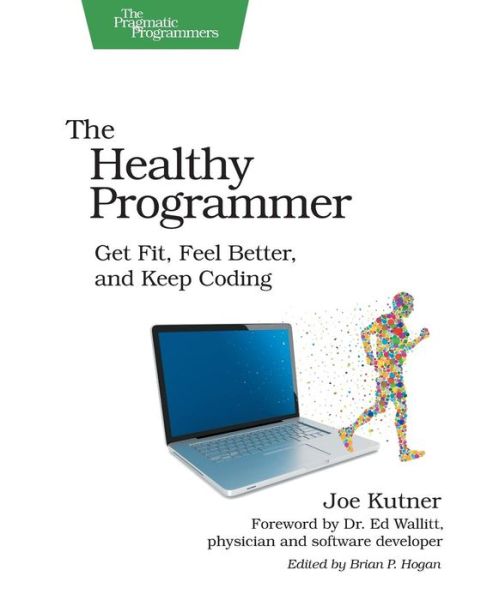 The
Pragmatic
Programmers
The
Healthy
Programmer
Get Fit, Feel Better,
and Keep Coding
Joe Kutner
Foreword by Dr. Ed Wallitt,
physician and software developer
Edited by Brian P. Hogan